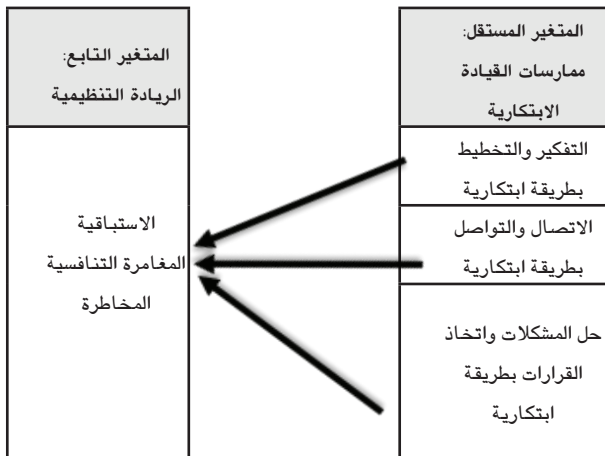 المتغير المستقل:
ممارسات القيادة
الابتكارية
التفكير والتخطيط
بطريقة ابتكارية
الاتصال والتواصل
بطريقة ابتكارية
حل المشكلات واتخاذ
القرارات بطريقة
ابتكارية
المتغير التابع:
الريادة التنظيمية
الاستباقية
المغامرة التنافسية
المخاطرة